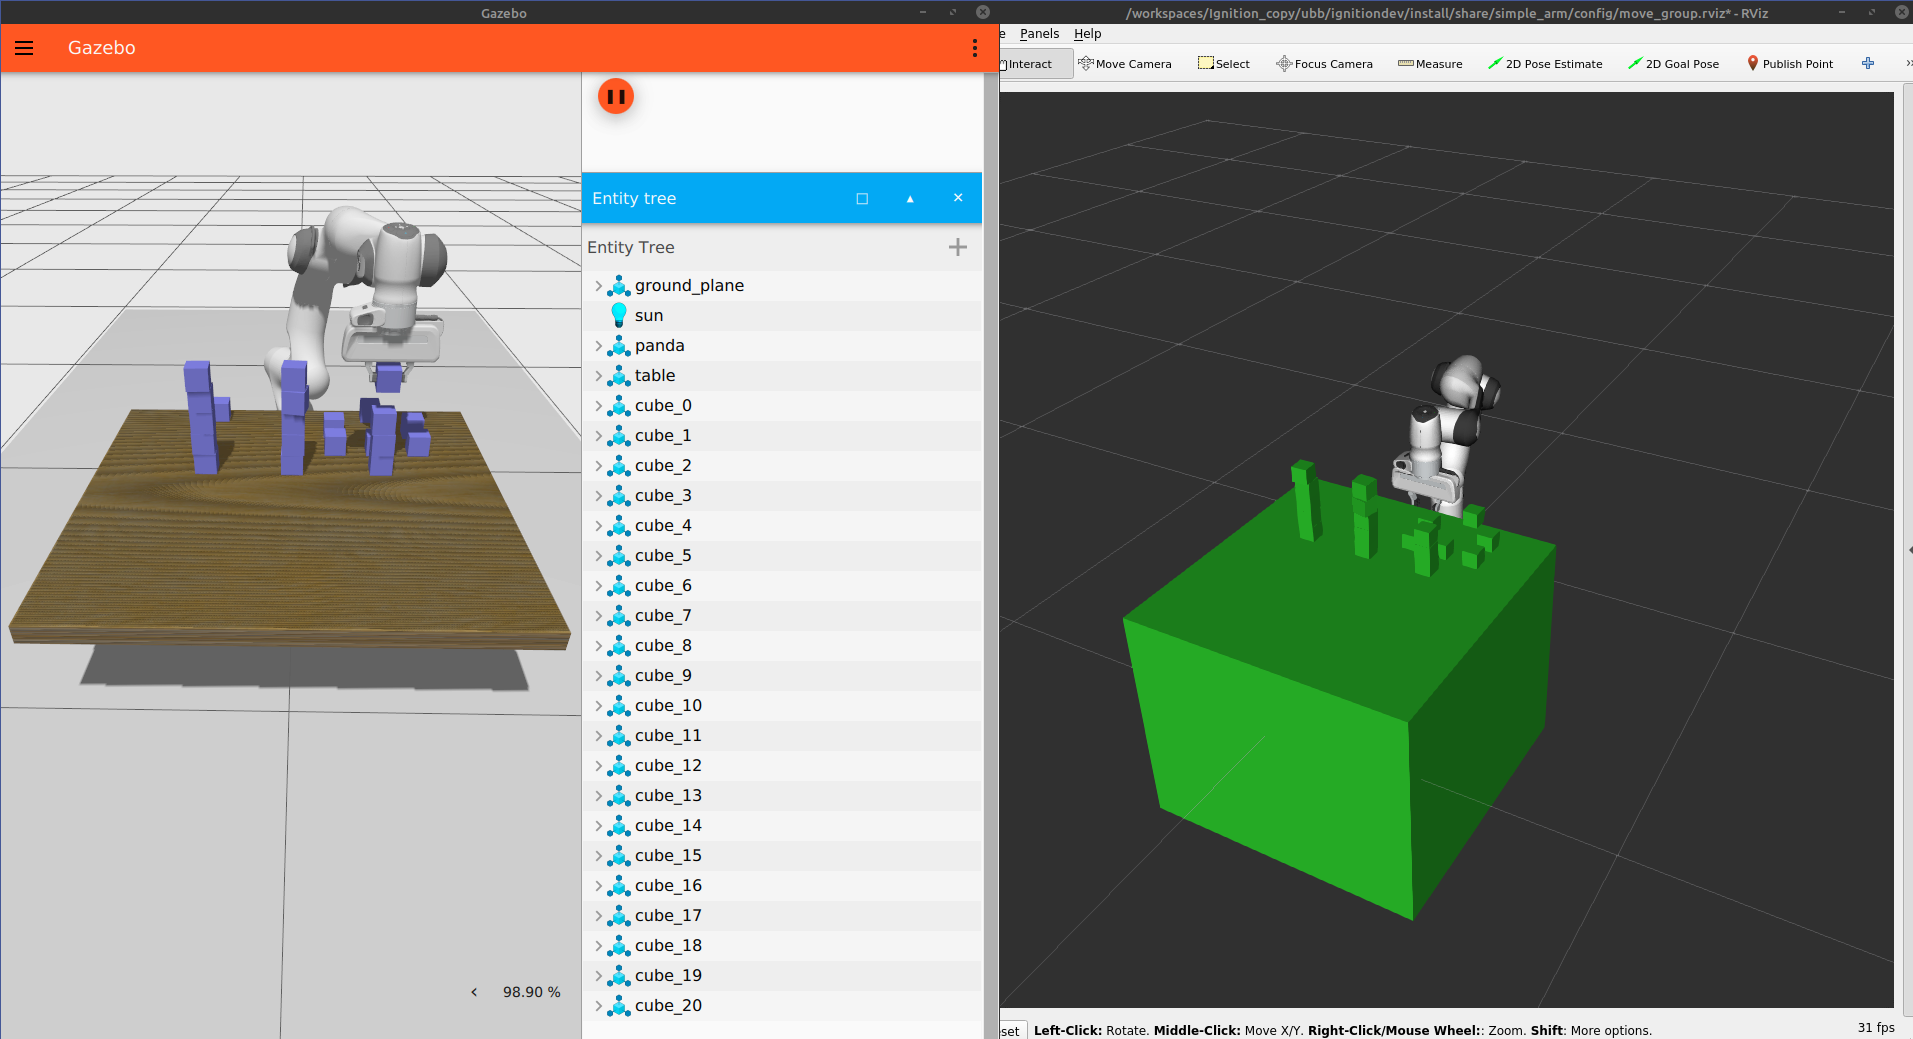 Gazebo
/workspaces/Ignition_copy/ubb/ignitiondev/install/share/simple_arm/config/move_group.rviz* - RViz
Gazebo
e Panels Help
Interact Move Camera Select Focus Camera Measure 2D Pose Estimate 2D Goal Pose Publish Point
Entity tree
Entity Tree
ground_plane
sun
panda
table
cube_0
cube_1
cube_2
cube_3
cube_4
cube_5
cube_6
cube_7
cube_8
cube_9
cube_10
cube_11
cube_12
cube_13
cube_14
cube_15
cube_16
cube_17
cube_18
cube_19
cube_20
98.90 %
eset Left-Click: Rotate. Middle-Click: Move X/Y. Right-Click/Mouse Wheel:: Zoom. Shift: More options. 31 fps